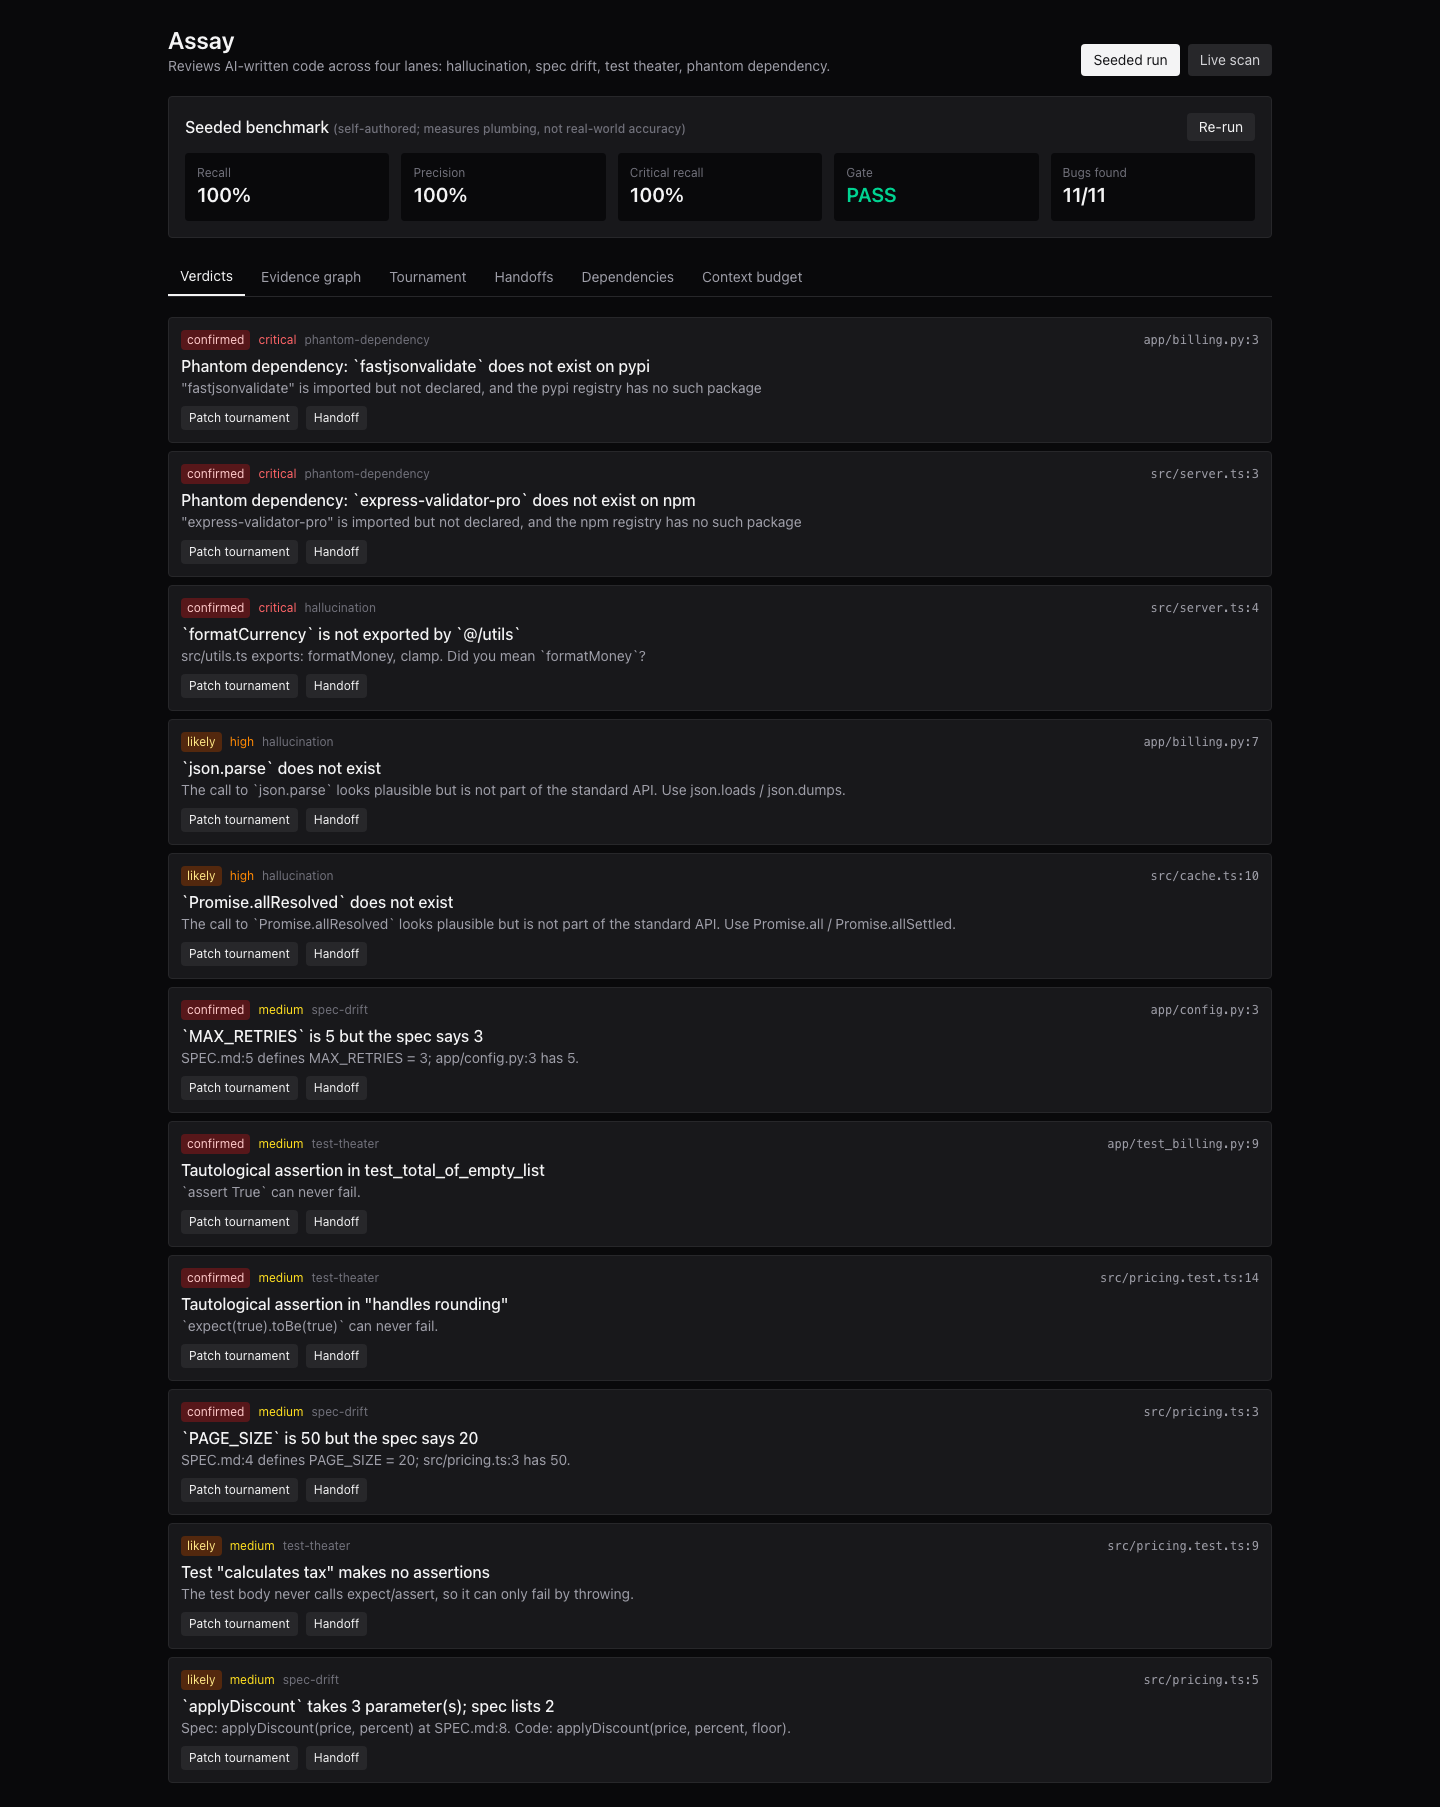 Assay
Reviews AI-written code across four lanes: hallucination, spec drift, test theater, phantom dependency.
Seeded run
Live scan
Seeded benchmark (self-authored; measures plumbing, not real-world accuracy)
Re-run
Recall
100%
Precision
100%
Critical recall
100%
Gate
PASS
Bugs found
11/11
Verdicts
Evidence graph
Tournament
Handoffs
Dependencies
Context budget
confirmed critical phantom-dependency app/billing.py:3
Phantom dependency: `fastjsonvalidate` does not exist on pypi
"fastjsonvalidate" is imported but not declared, and the pypi registry has no such package
Patch tournament Handoff
confirmed critical phantom-dependency src/server.ts:3
Phantom dependency: `express-validator-pro` does not exist on npm
"express-validator-pro" is imported but not declared, and the npm registry has no such package
Patch tournament Handoff
confirmed critical hallucination src/server.ts:4
`formatCurrency` is not exported by `@/utils`
src/utils.ts exports: formatMoney, clamp. Did you mean `formatMoney`?
Patch tournament Handoff
likely high hallucination app/billing.py:7
`json.parse` does not exist
The call to `json.parse` looks plausible but is not part of the standard API. Use json.loads / json.dumps.
Patch tournament Handoff
likely high hallucination src/cache.ts:10
`Promise.allResolved` does not exist
The call to `Promise.allResolved` looks plausible but is not part of the standard API. Use Promise.all / Promise.allSettled.
Patch tournament Handoff
confirmed medium spec-drift app/config.py:3
`MAX_RETRIES` is 5 but the spec says 3
SPEC.md:5 defines MAX_RETRIES = 3; app/config.py:3 has 5.
Patch tournament Handoff
confirmed medium test-theater app/test_billing.py:9
Tautological assertion in test_total_of_empty_list
`assert True` can never fail.
Patch tournament Handoff
confirmed medium test-theater src/pricing.test.ts:14
Tautological assertion in "handles rounding"
`expect(true).toBe(true)` can never fail.
Patch tournament Handoff
confirmed medium spec-drift src/pricing.ts:3
`PAGE_SIZE` is 50 but the spec says 20
SPEC.md:4 defines PAGE_SIZE = 20; src/pricing.ts:3 has 50.
Patch tournament Handoff
likely medium test-theater src/pricing.test.ts:9
Test "calculates tax" makes no assertions
The test body never calls expect/assert, so it can only fail by throwing.
Patch tournament Handoff
likely medium spec-drift src/pricing.ts:5
`applyDiscount` takes 3 parameter(s); spec lists 2
Spec: applyDiscount(price, percent) at SPEC.md:8. Code: applyDiscount(price, percent, floor).
Patch tournament Handoff